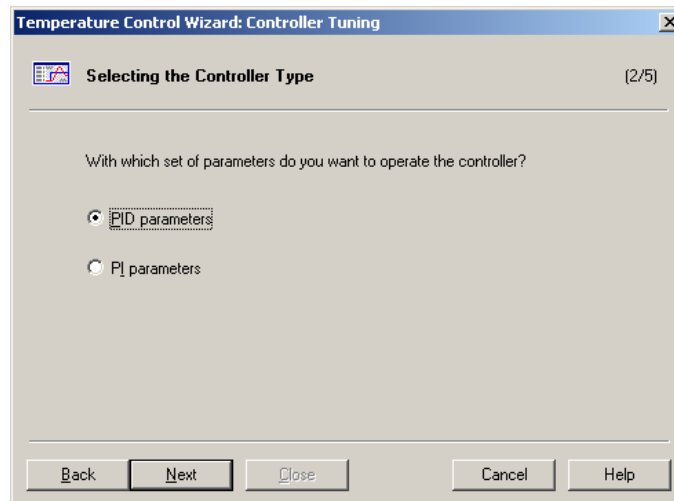 Temperature Control Wizard: Controller Tuning
Selecting the Controller Type
(2/5)
With which set of parameters do you want to operate the controller?
PID parameters
PI parameters
Back
Next
Close
Cancel
Help